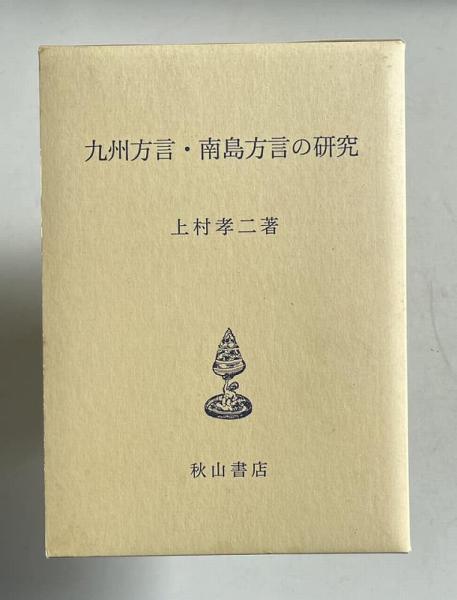 九州方言・南島方言の研究
上村孝二著
秋山書店